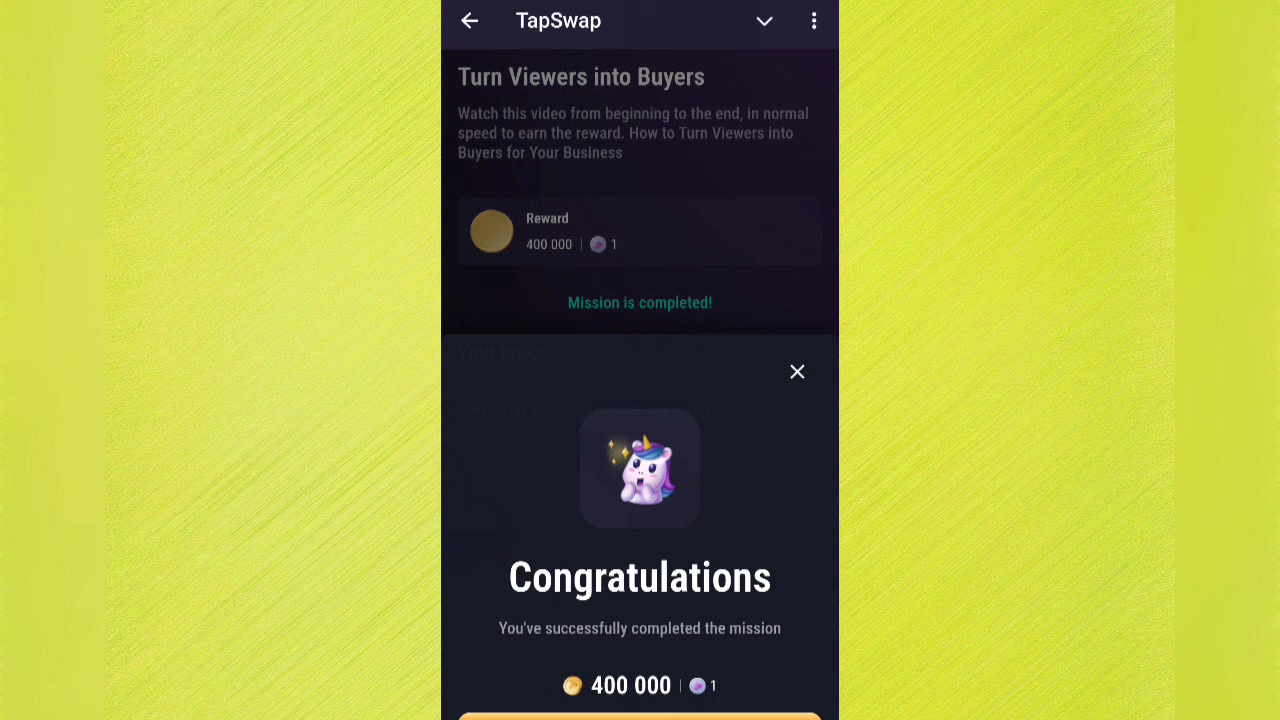 TapSwap
Turn Viewers into Buyers
Watch this video from beginning to the end, in normal
speed to earn the reward. How to Turn Viewers into
Buyers for Your Business
Reward
400 000 | 1
Mission is completed!
Your tasks
Congratulations
You've successfully completed the mission
400 000 | 1